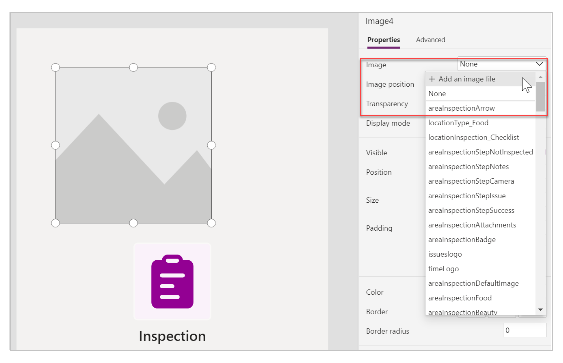 Image4
Properties Advanced
Image None
+ Add an image file
Image position
None
Transparency
areaInspectionArrow
Display mode
locationType_Food
locationInspection_Checklist
Visible
areaInspectionStepNotInspected
areaInspectionStepNotes
Position
areaInspectionStepCamera
areaInspectionStepIssue
Size
areaInspectionStepSuccess
areaInspectionAttachments
Padding
areaInspectionBadge
issueslogo
timeLogo
areaInspectionDefaultImage
Color
areaInspectionFood
Border
areaInspectionBeauty
Border radius 0
Inspection